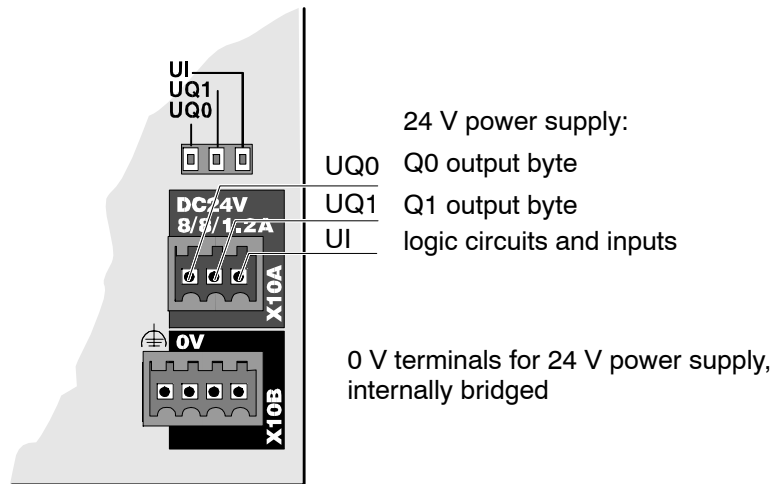 UI
UQ1
UQ0
24 V power supply:
UQ0 Q0 output byte
UQ1 Q1 output byte
UI logic circuits and inputs
DC24V
8/8/1.2A
X10A
0V
X10B
0 V terminals for 24 V power supply,
internally bridged